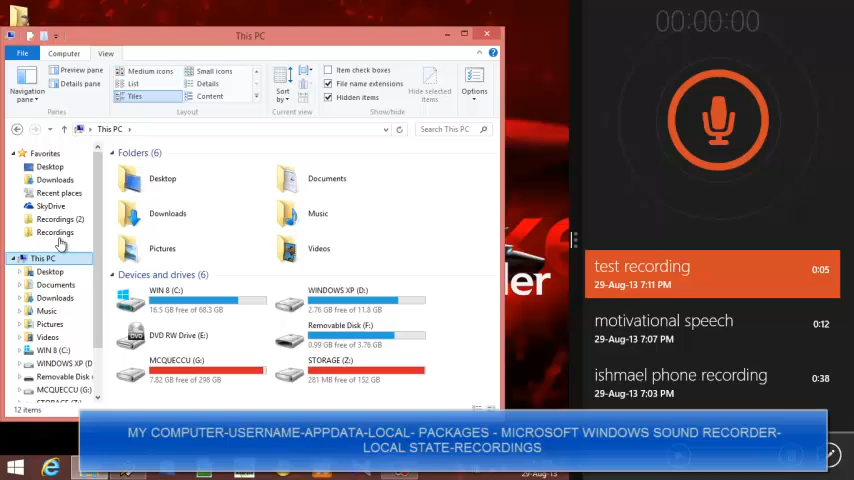 This PC
File
Computer
View
Navigation pane
Preview pane
Details pane
Panes
Medium icons
Small icons
List
Details
Tiles
Content
Layout
Sort by
Current view
Item check boxes
File name extensions
Hidden items
Hide selected items
Show/hide
Options
This PC
Search This PC
Favorites
Desktop
Downloads
Recent places
SkyDrive
Recordings (2)
Recordings
This PC
Desktop
Documents
Downloads
Music
Pictures
Videos
WIN 8 (C:)
WINDOWS XP (D
Removable Disk
MCQUECCU (G:)
Folders (6)
Desktop
Documents
Downloads
Music
Pictures
Videos
Devices and drives (6)
WIN 8 (C:)
16.5 GB free of 68.3 GB
WINDOWS XP (D:)
2.76 GB free of 11.8 GB
DVD RW Drive (E:)
Removable Disk (F:)
0.99 GB free of 3.76 GB
MCQUECCU (G:)
7.82 GB free of 298 GB
STORAGE (Z:)
281 MB free of 152 GB
12 items
00:00:00
test recording
0:05
29-Aug-13 7:11 PM
motivational speech
0:12
29-Aug-13 7:07 PM
ishmael phone recording
0:38
29-Aug-13 7:03 PM
MY COMPUTER-USERNAME-APPDATA-LOCAL- PACKAGES - MICROSOFT WINDOWS SOUND RECORDER-
LOCAL STATE-RECORDINGS
29-Aug-13